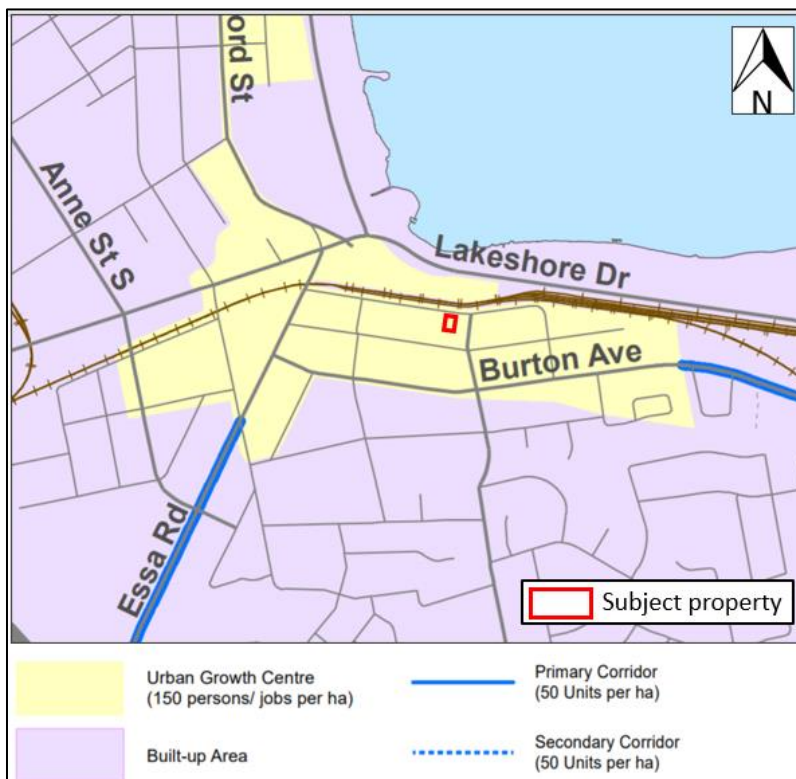 ord St
N
Anne St S
Lakeshore Dr
Burton Ave
Essa Rd
Subject property
Urban Growth Centre
(150 persons/ jobs per ha)
Primary Corridor
(50 Units per ha)
Built-up Area
Secondary Corridor
(50 Units per ha)